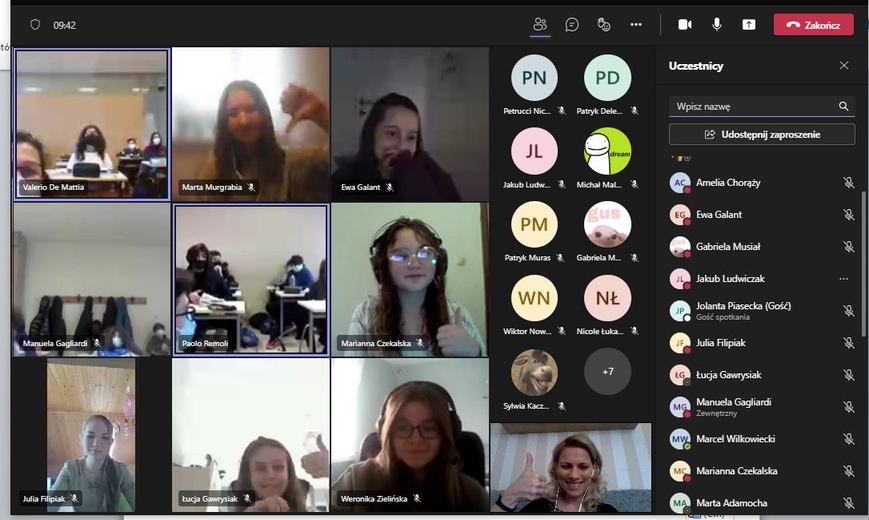 09:42
Zakończ
Valerio De Mattia
Marta Murgrabia
Ewa Galant
Manuela Gagliardi
Paolo Remoli
Marianna Czekalska
Julia Filipiak
Łucja Gawrysiak
Weronika Zielińska
PN
PD
Petrucci Nic...
Patryk Dele...
JL
dream
Jakub Ludw...
Michał Mal...
PM
gus
Patryk Muras
Gabriela M...
WN
NŁ
Wiktor Now...
Nicole Łuka...
+7
Sylwia Kacz...
Uczestnicy
Wpisz nazwę
Udostępnij zaproszenie
AC Amelia Chorąży
EG Ewa Galant
gus Gabriela Musiał
JL Jakub Ludwiczak
JP Jolanta Piasecka (Gość)
Gość spotkania
JF Julia Filipiak
ŁG Łucja Gawrysiak
MG Manuela Gagliardi
Zewnętrzny
MW Marcel Wilkowiecki
MC Marianna Czekalska
MA Marta Adamocha